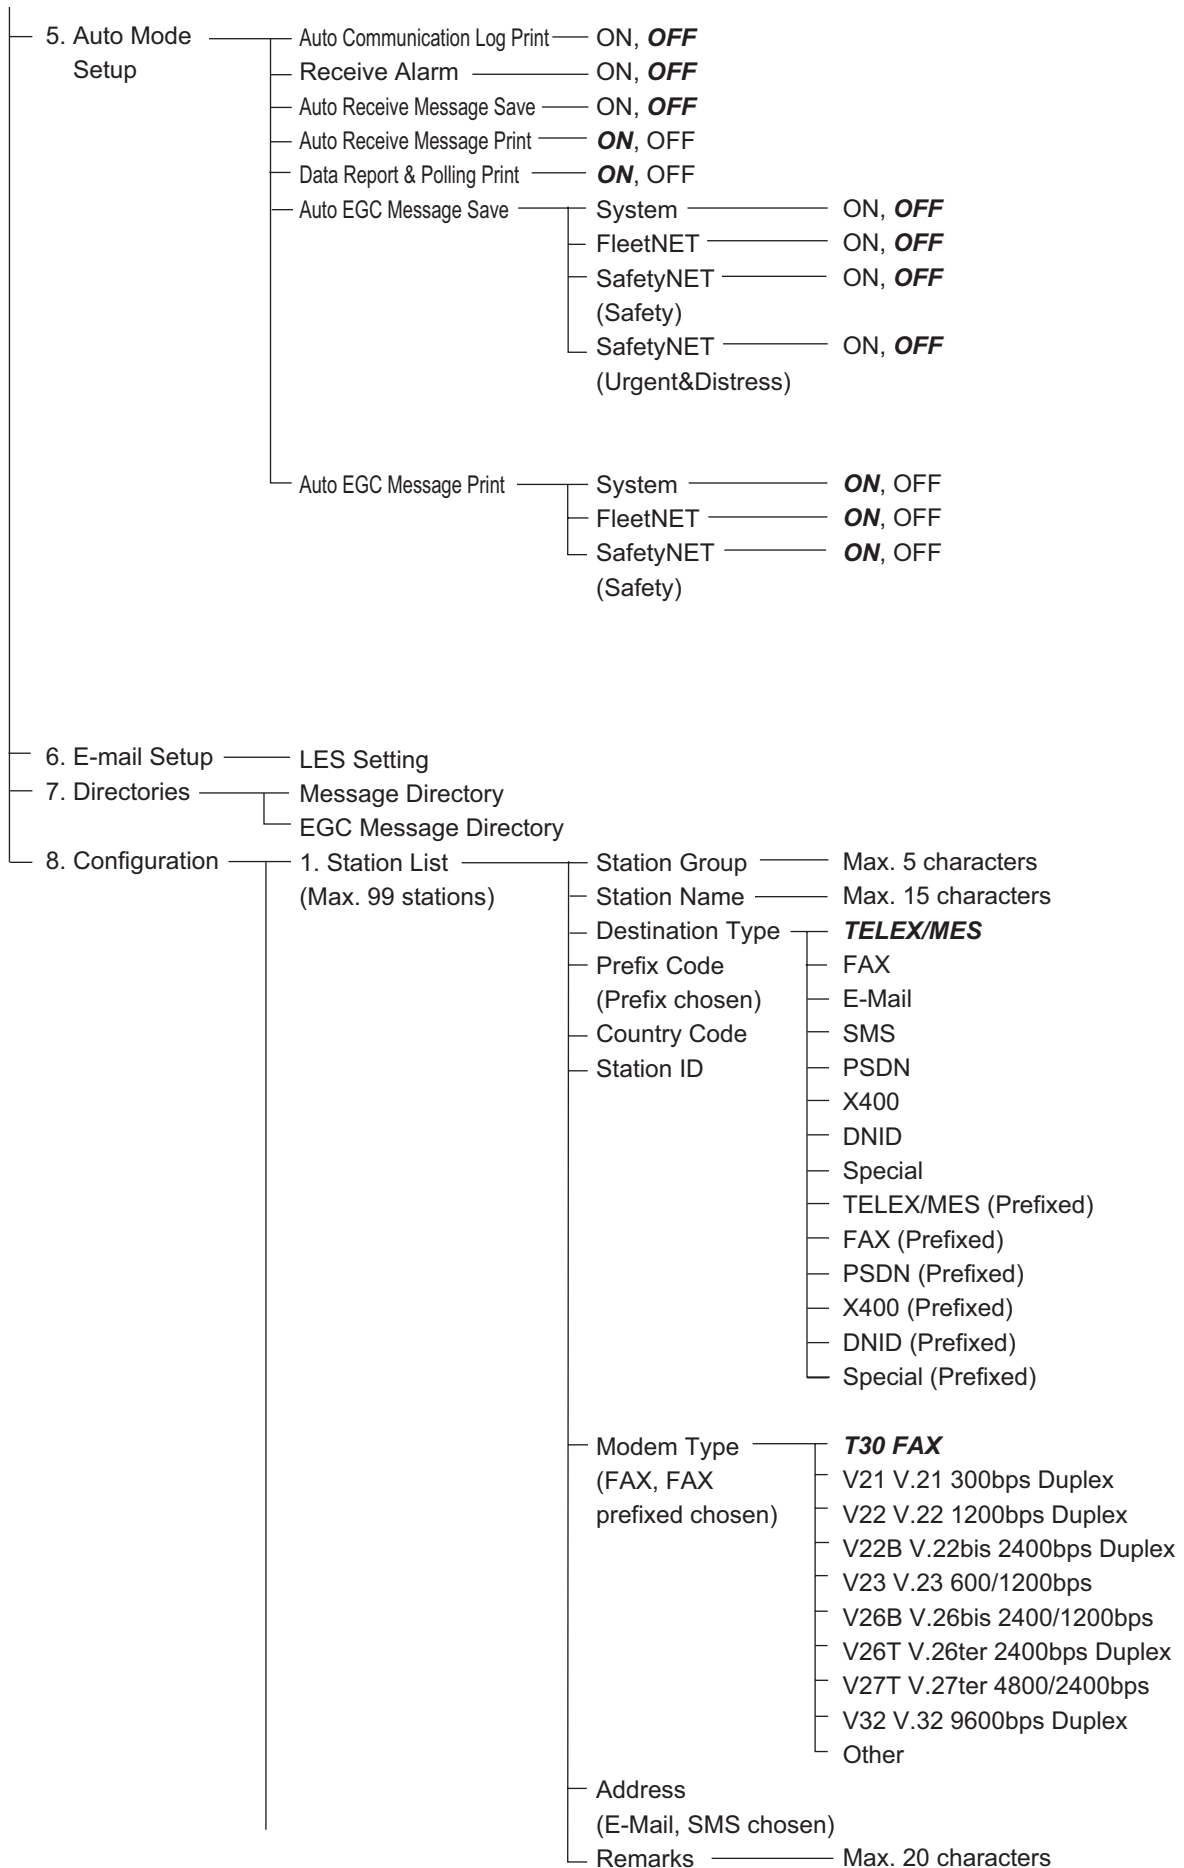 5. Auto Mode
Setup
Auto Communication Log Print ON, OFF
Receive Alarm ON, OFF
Auto Receive Message Save ON, OFF
Auto Receive Message Print ON, OFF
Data Report & Polling Print ON, OFF
Auto EGC Message Save System ON, OFF
FleetNET ON, OFF
SafetyNET ON, OFF
(Safety)
SafetyNET ON, OFF
(Urgent&Distress)
Auto EGC Message Print System ON, OFF
FleetNET ON, OFF
SafetyNET ON, OFF
(Safety)
6. E-mail Setup LES Setting
7. Directories Message Directory
EGC Message Directory
8. Configuration 1. Station List Station Group Max. 5 characters
(Max. 99 stations) Station Name Max. 15 characters
Destination Type TELEX/MES
Prefix Code FAX
(Prefix chosen) E-Mail
Country Code SMS
Station ID PSDN
X400
DNID
Special
TELEX/MES (Prefixed)
FAX (Prefixed)
PSDN (Prefixed)
X400 (Prefixed)
DNID (Prefixed)
Special (Prefixed)
Modem Type T30 FAX
(FAX, FAX V21 V.21 300bps Duplex
prefixed chosen) V22 V.22 1200bps Duplex
V22B V.22bis 2400bps Duplex
V23 V.23 600/1200bps
V26B V.26bis 2400/1200bps
V26T V.26ter 2400bps Duplex
V27T V.27ter 4800/2400bps
V32 V.32 9600bps Duplex
Other
Address
(E-Mail, SMS chosen)
Remarks Max. 20 characters